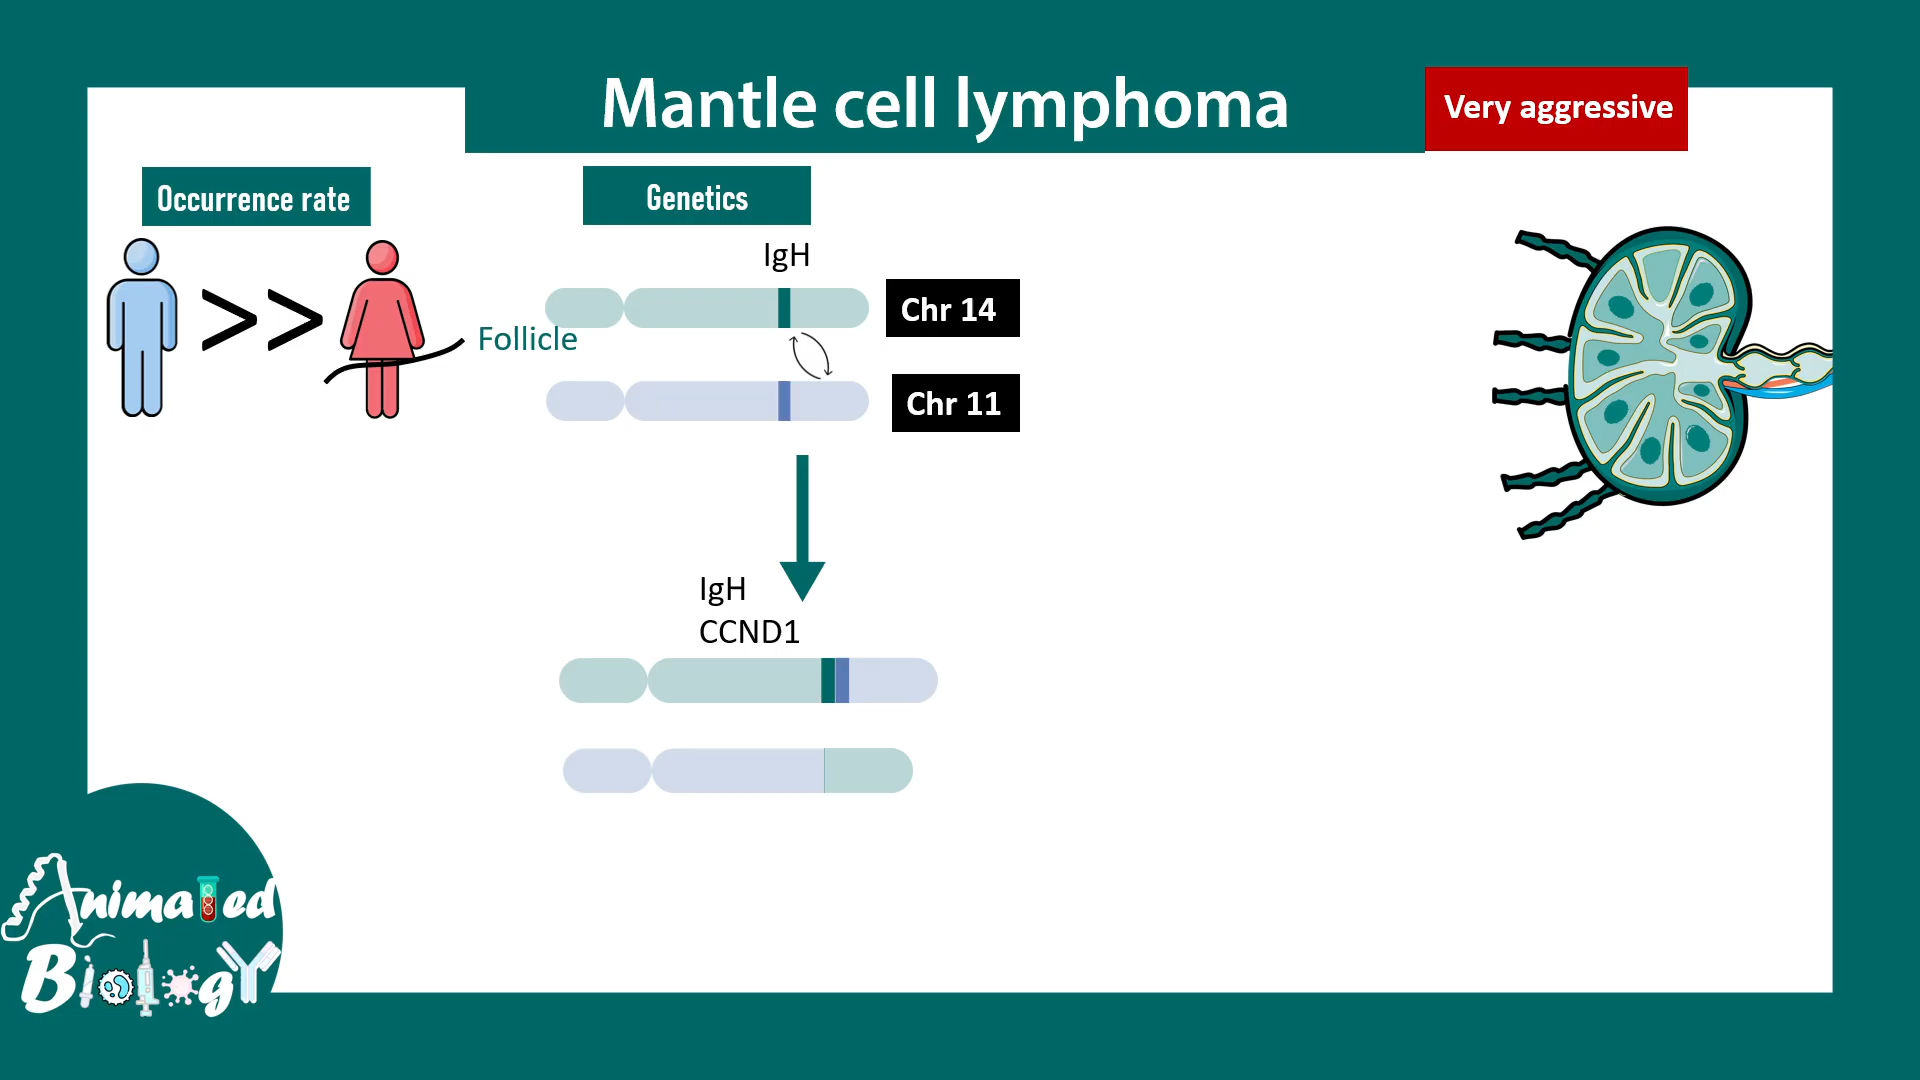 Mantle cell lymphoma
Very aggressive
Occurrence rate
Genetics
>>
IgH
Chr 14
Follicle
Chr 11
IgH
CCND1
Animated
Biology